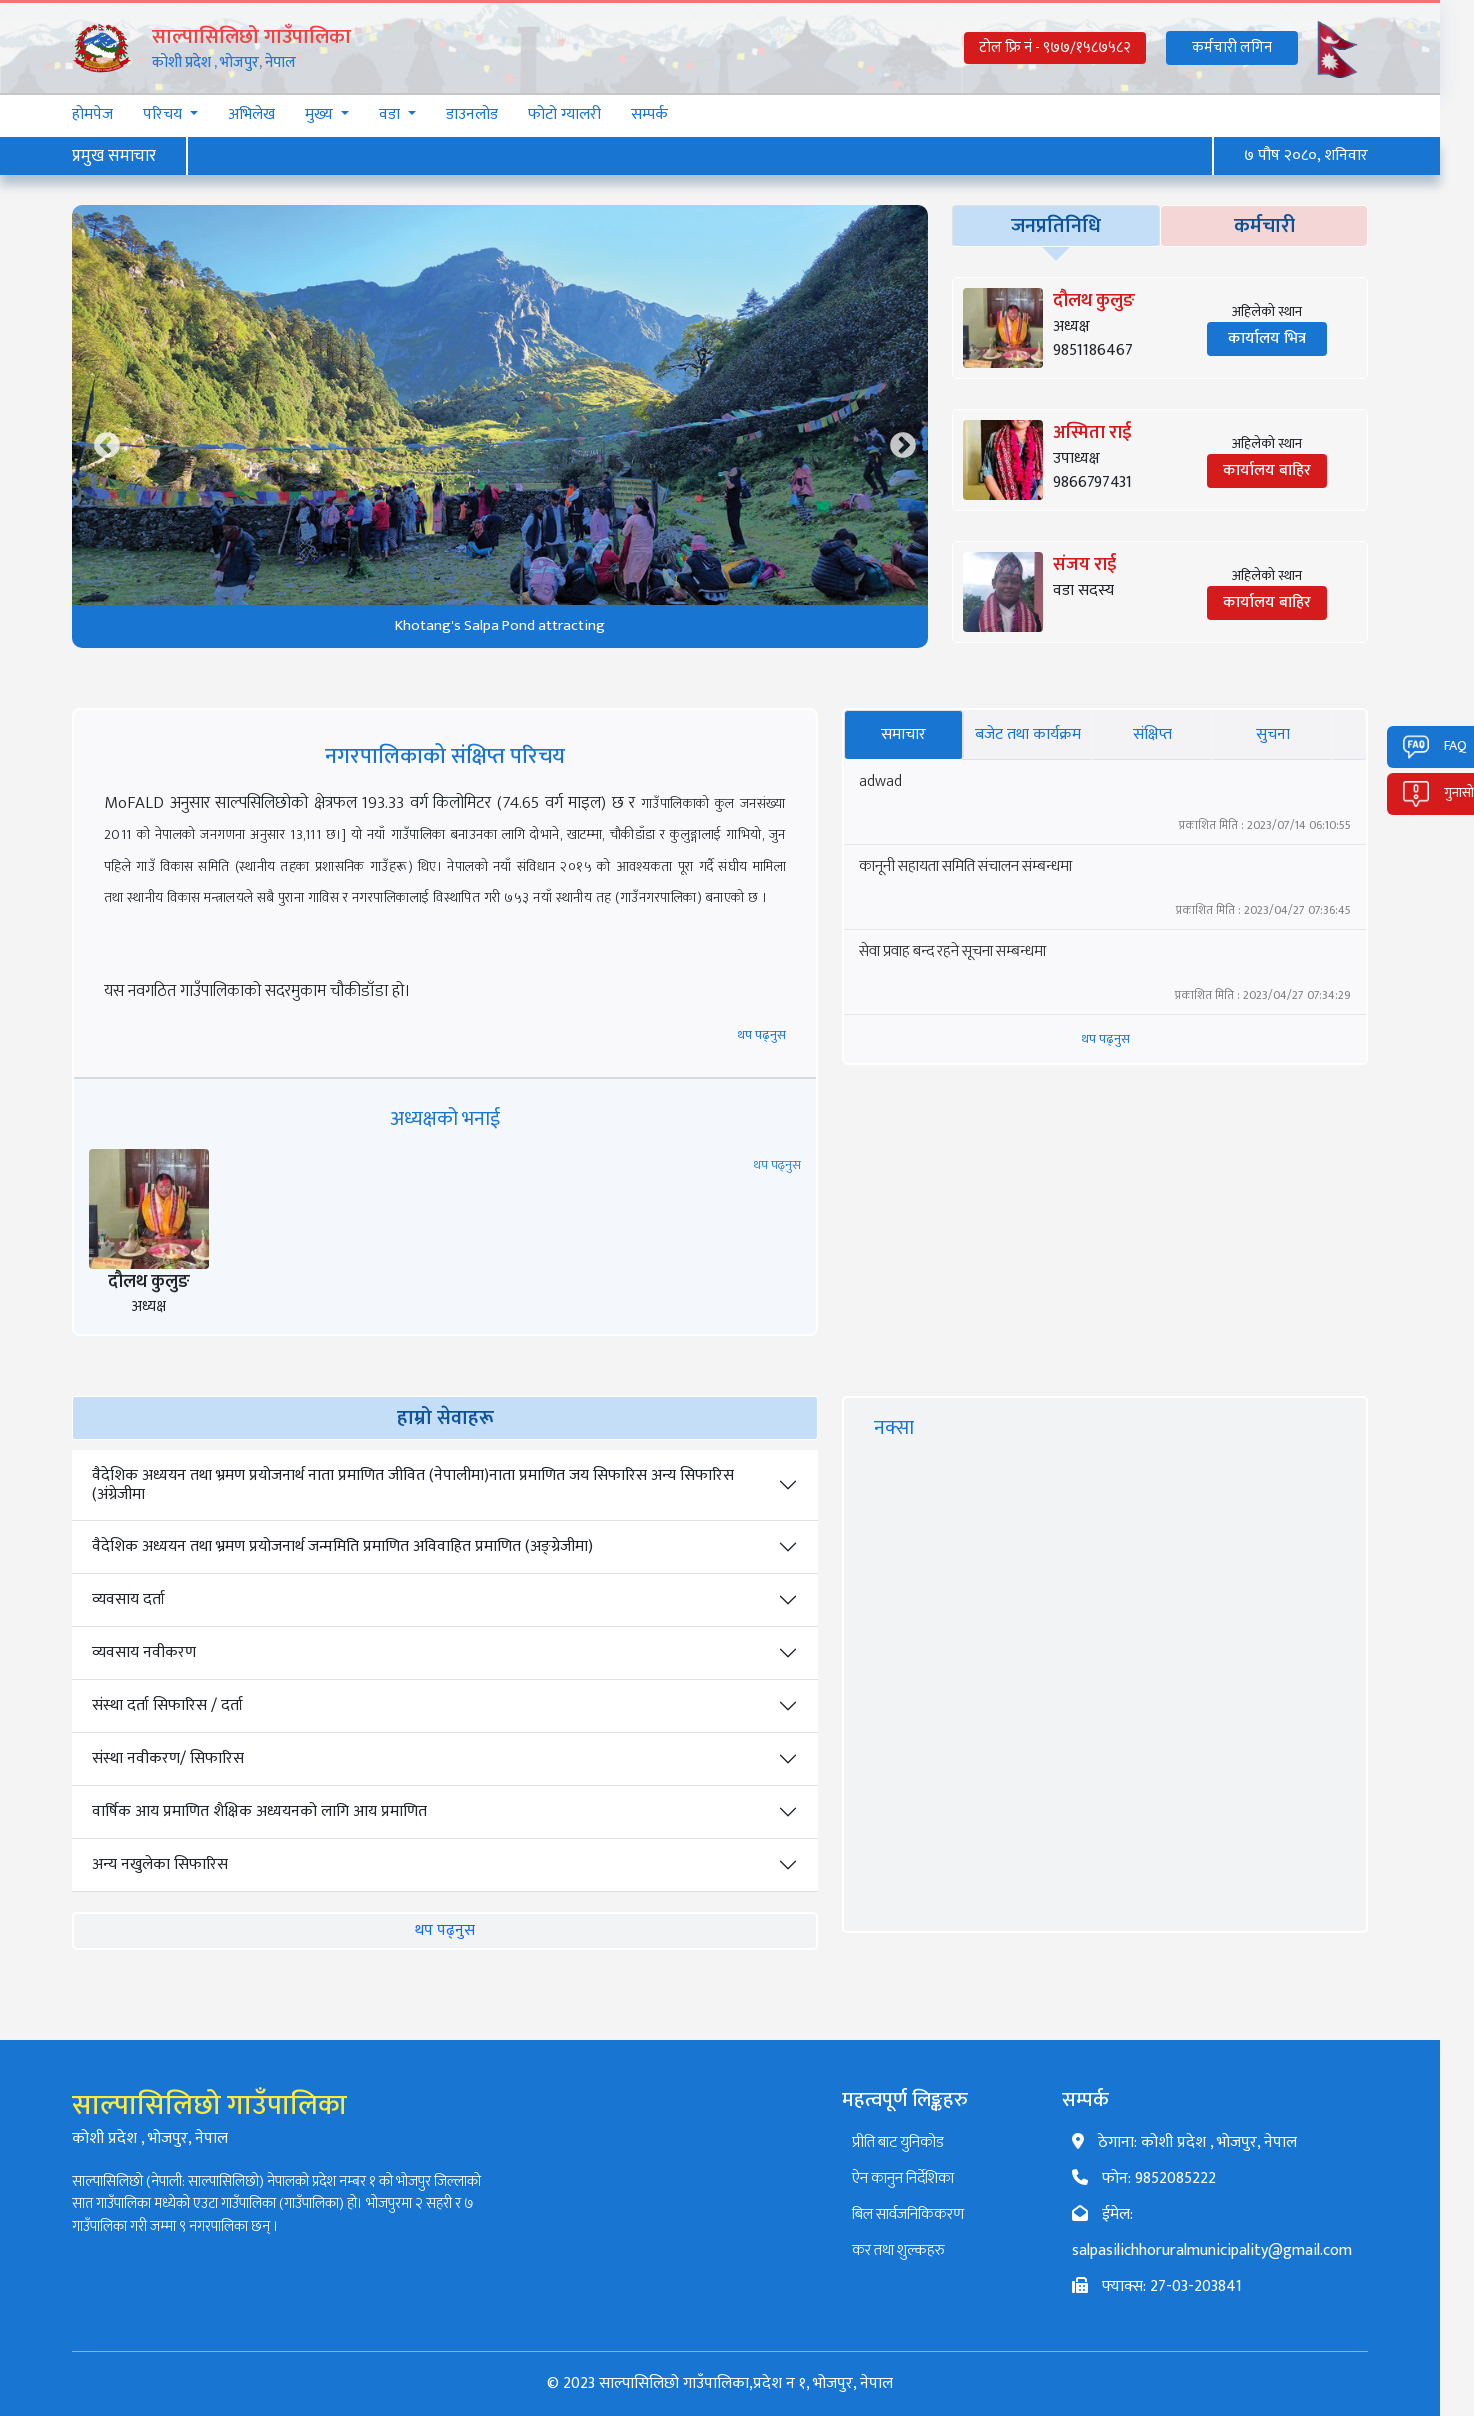 साल्पासिलिछो गाउँपालिका
कोशी प्रदेश , भोजपुर, नेपाल
टोल फ्रि नं - ९७७/१५८७५८२
कर्मचारी लगिन
होमपेज परिचय अभिलेख मुख्य वडा डाउनलोड फोटो ग्यालरी सम्पर्क
प्रमुख समाचार
७ पौष २०८०, शनिवार
Khotang's Salpa Pond attracting
जनप्रतिनिधि
कर्मचारी
दौलथ कुलुङ
अध्यक्ष
9851186467
अहिलेको स्थान
कार्यालय भित्र
अस्मिता राई
उपाध्यक्ष
9866797431
अहिलेको स्थान
कार्यालय बाहिर
संजय राई
वडा सदस्य
अहिलेको स्थान
कार्यालय बाहिर
नगरपालिकाको संक्षिप्त परिचय
MoFALD अनुसार साल्पसिलिछोको क्षेत्रफल 193.33 वर्ग किलोमिटर (74.65 वर्ग माइल) छ र गाउँपालिकाको कुल जनसंख्या
2011 को नेपालको जनगणना अनुसार 13,111 छ।] यो नयाँ गाउँपालिका बनाउनका लागि दोभाने, खाटम्मा, चौकीडाँडा र कुलुङ्गालाई गाभियो, जुन
पहिले गाउँ विकास समिति (स्थानीय तहका प्रशासनिक गाउँहरू) थिए। नेपालको नयाँ संविधान २०१५ को आवश्यकता पूरा गर्दै संघीय मामिला
तथा स्थानीय विकास मन्त्रालयले सबै पुराना गाविस र नगरपालिकालाई विस्थापित गरी ७५३ नयाँ स्थानीय तह (गाउँनगरपालिका) बनाएको छ ।
यस नवगठित गाउँपालिकाको सदरमुकाम चौकीडाँडा हो।
थप पढ्नुस
अध्यक्षको भनाई
थप पढ्नुस
दौलथ कुलुङ
अध्यक्ष
समाचार बजेट तथा कार्यक्रम संक्षिप्त सुचना
adwad
प्रकाशित मिति : 2023/07/14 06:10:55
कानूनी सहायता समिति संचालन संम्बन्धमा
प्रकाशित मिति : 2023/04/27 07:36:45
सेवा प्रवाह बन्द रहने सूचना सम्बन्धमा
प्रकाशित मिति : 2023/04/27 07:34:29
थप पढ्नुस
FAQ FAQ
गुनासो
हाम्रो सेवाहरू
वैदेशिक अध्ययन तथा भ्रमण प्रयोजनार्थ नाता प्रमाणित जीवित (नेपालीमा)नाता प्रमाणित जय सिफारिस अन्य सिफारिस
(अंग्रेजीमा
वैदेशिक अध्ययन तथा भ्रमण प्रयोजनार्थ जन्ममिति प्रमाणित अविवाहित प्रमाणित (अङ्ग्रेजीमा)
व्यवसाय दर्ता
व्यवसाय नवीकरण
संस्था दर्ता सिफारिस / दर्ता
संस्था नवीकरण/ सिफारिस
वार्षिक आय प्रमाणित शैक्षिक अध्ययनको लागि आय प्रमाणित
अन्य नखुलेका सिफारिस
थप पढ्नुस
नक्सा
साल्पासिलिछो गाउँपालिका
कोशी प्रदेश , भोजपुर, नेपाल
साल्पासिलिछो (नेपाली: साल्पासिलिछो) नेपालको प्रदेश नम्बर १ को भोजपुर जिल्लाको
सात गाउँपालिका मध्येको एउटा गाउँपालिका (गाउँपालिका) हो। भोजपुरमा २ सहरी र ७
गाउँपालिका गरी जम्मा ९ नगरपालिका छन् ।
महत्वपूर्ण लिङ्कहरु
प्रीति बाट युनिकोड
ऐन कानुन निर्देशिका
बिल सार्वजनिकिकरण
कर तथा शुल्कहरु
सम्पर्क
ठेगाना: कोशी प्रदेश , भोजपुर, नेपाल
फोन: 9852085222
ईमेल:
salpasilichhoruralmunicipality@gmail.com
फ्याक्स: 27-03-203841
© 2023 साल्पासिलिछो गाउँपालिका,प्रदेश न १, भोजपुर, नेपाल